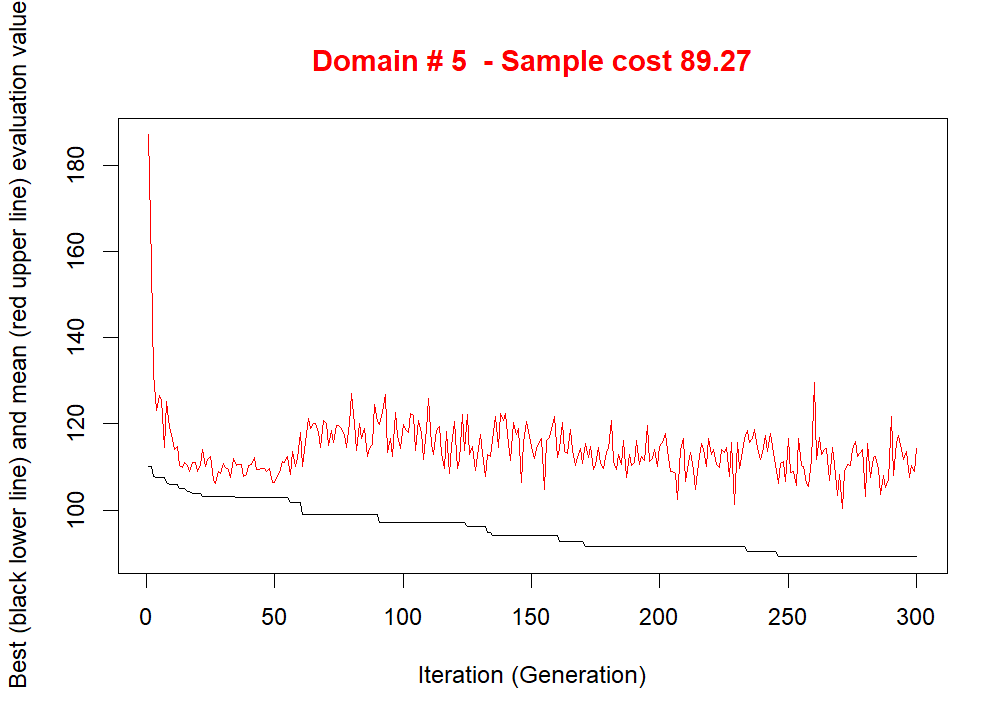 Domain # 5  - Sample cost 89.27
Best (black lower line) and mean (red upper line) evaluation value
180
160
140
120
100
0 50 100 150 200 250 300
Iteration (Generation)